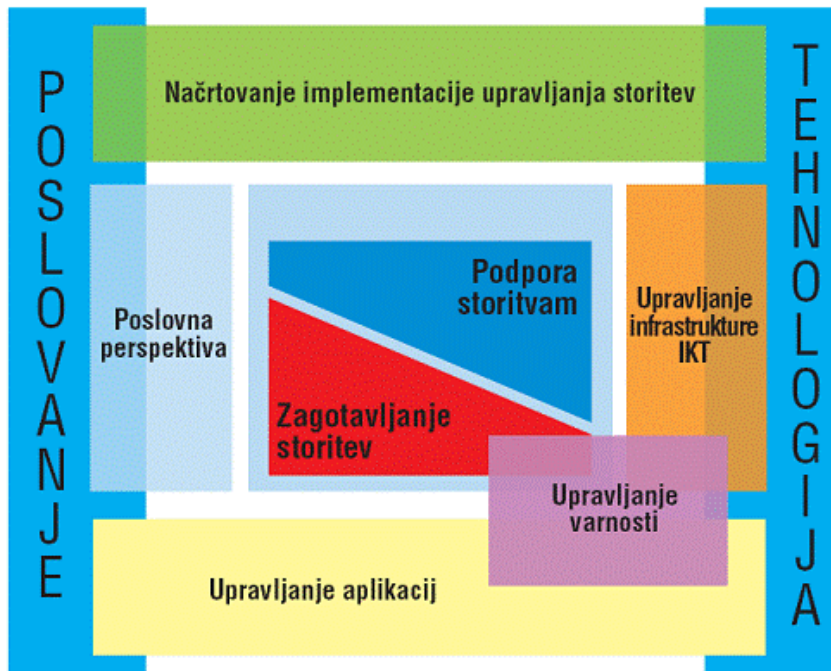 POSLOVANJE
Načrtovanje implementacije upravljanja storitev
TEHNOLOGIJA
Poslovna
perspektiva
Podpora
storitvam
Zagotavljanje
storitev
Upravljanje
infrastrukture
IKT
Upravljanje
varnosti
Upravljanje aplikacij